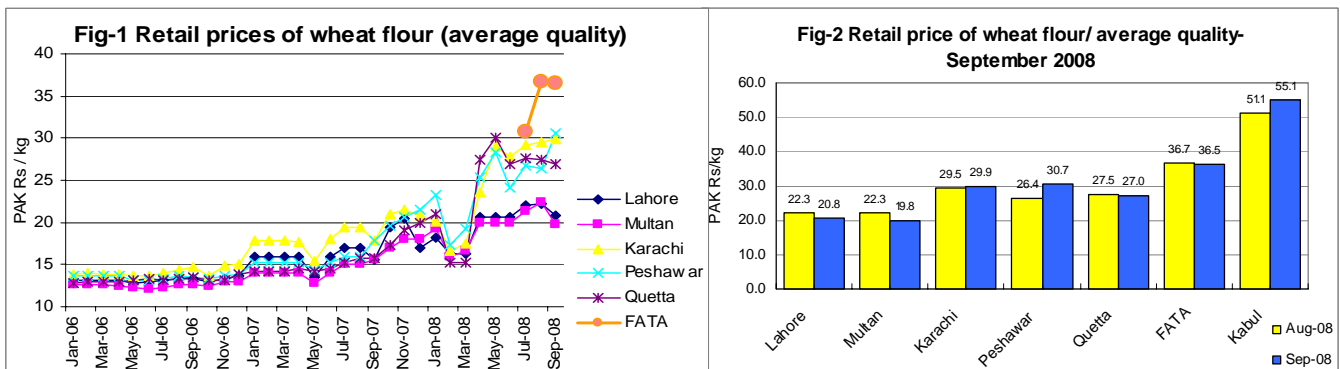 Fig-1 Retail prices of wheat flour (average quality)
40
35
30
25
20
15
10
PAK Rs / kg
Jan-06
Mar-06
May-06
Jul-06
Sep-06
Nov-06
Jan-07
Mar-07
May-07
Jul-07
Sep-07
Nov-07
Jan-08
Mar-08
May-08
Jul-08
Sep-08
Lahore
Multan
Karachi
Peshawar
Quetta
FATA
Fig-2 Retail price of wheat flour/ average quality-
September 2008
60.0
50.0
40.0
30.0
20.0
10.0
0.0
PAK Rs/kg
22.3
20.8
22.3
19.8
29.5
29.9
26.4
30.7
27.5
27.0
36.7
36.5
51.1
55.1
Lahore
Multan
Karachi
Peshawar
Quetta
FATA
Kabul
Aug-08
Sep-08